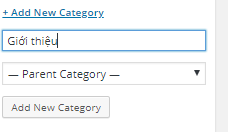 + Add New Category
Giới thiệu
— Parent Category —
Add New Category